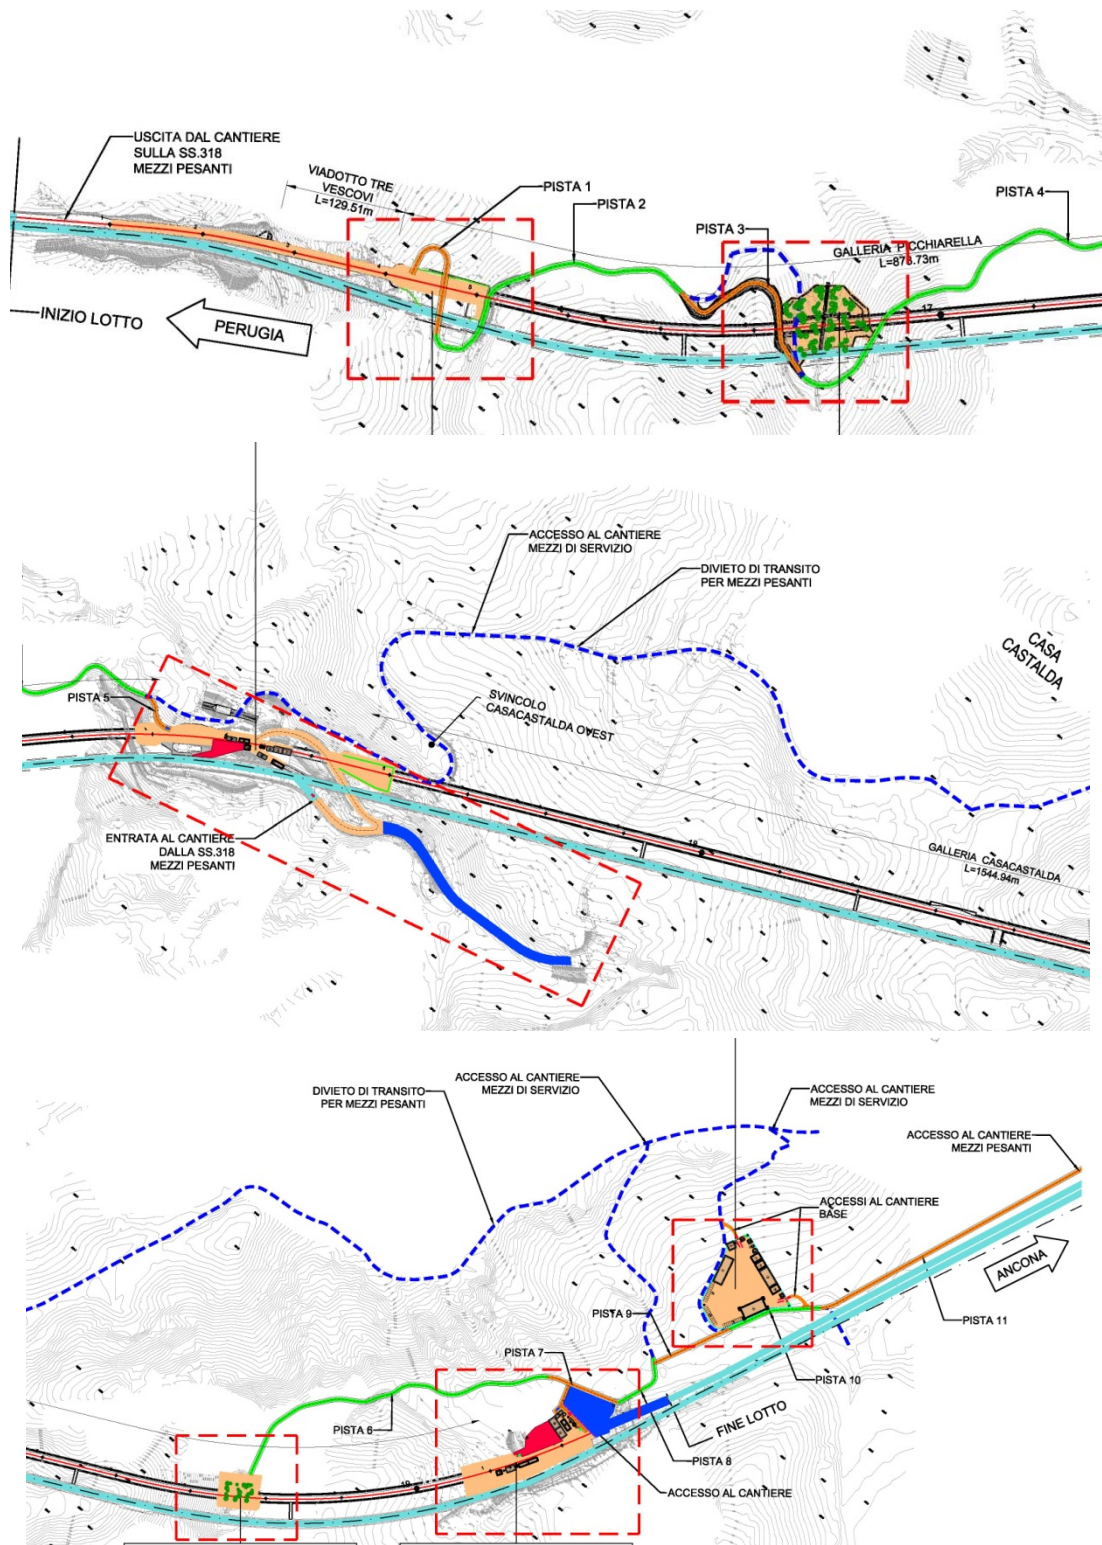 USCITA DAL CANTIERE
SULLA SS.318
MEZZI PESANTI
VIADOTTO TRE
VESCOVI
L=129.51m
PISTA 1
PISTA 2
PISTA 3
PISTA 4
GALLERIA PICCHIARELLA
INIZIO LOTTO
PERUGIA
17
ACCESSO AL CANTIERE
MEZZI DI SERVIZIO
DIVIETO DI TRANSITO
PER MEZZI PESANTI
CASA
CASTALDA
PISTA 5
SVINCOLO
CASACASTALDA OVEST
ENTRATA AL CANTIERE
DALLA SS.318
MEZZI PESANTI
18
GALLERIA CASACASTALDA
L=1544.94m
DIVIETO DI TRANSITO
PER MEZZI PESANTI
ACCESSO AL CANTIERE
MEZZI DI SERVIZIO
ACCESSO AL CANTIERE
MEZZI DI SERVIZIO
ACCESSO AL CANTIERE
MEZZI PESANTI
ACCESSI AL CANTIERE
BASE
ANCONA
PISTA 9
PISTA 11
PISTA 7
PISTA 10
PISTA 6
FINE LOTTO
PISTA 8
19
ACCESSO AL CANTIERE